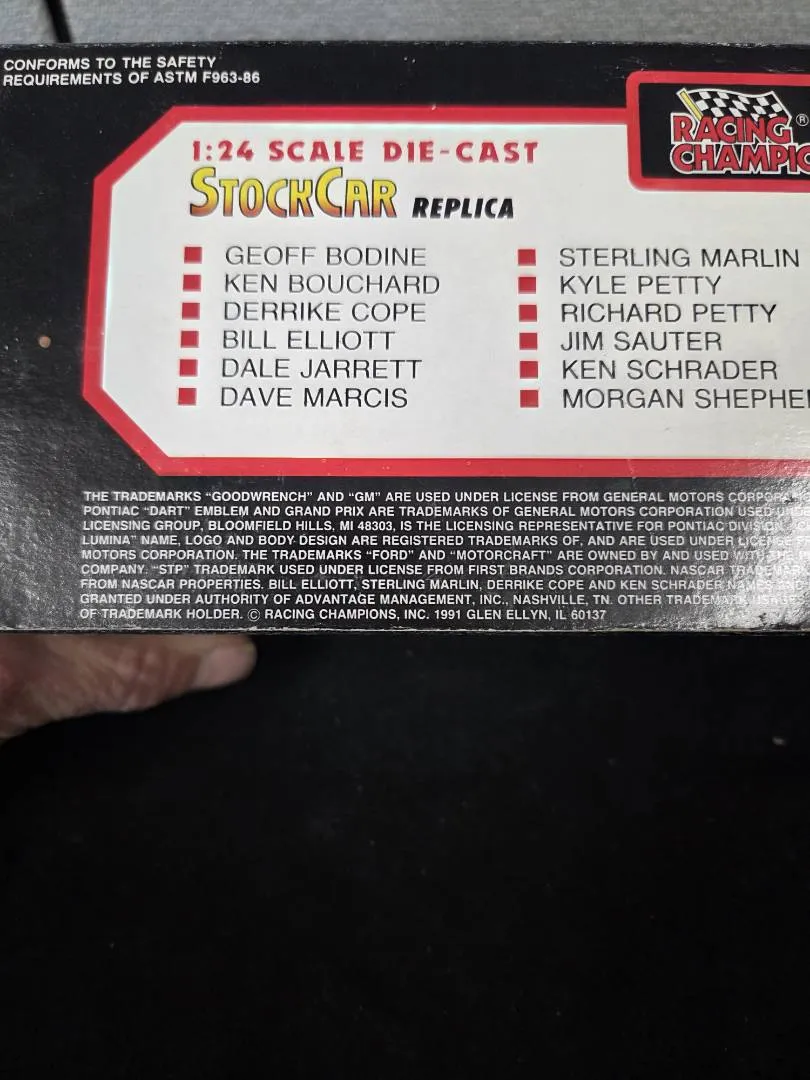 CONFORMS TO THE SAFETY
REQUIREMENTS OF ASTM F963-86
RACING ®
CHAMPIO
1:24 SCALE DIE-CAST
STOCKCAR REPLICA
GEOFF BODINE
KEN BOUCHARD
DERRIKE COPE
BILL ELLIOTT
DALE JARRETT
DAVE MARCIS
STERLING MARLIN
KYLE PETTY
RICHARD PETTY
JIM SAUTER
KEN SCHRADER
MORGAN SHEPHE
THE TRADEMARKS "GOODWRENCH" AND "GM" ARE USED UNDER LICENSE FROM GENERAL MOTORS CORPORA
PONTIAC "DART" EMBLEM AND GRAND PRIX ARE TRADEMARKS OF GENERAL MOTORS CORPORATION USED
LICENSING GROUP, BLOOMFIELD HILLS, MI 48303, IS THE LICENSING REPRESENTATIVE FOR PONTIAC DIVISION
LUMINA" NAME, LOGO AND BODY DESIGN ARE REGISTERED TRADEMARKS OF, AND ARE USED UNDER LICENSE
MOTORS CORPORATION. THE TRADEMARKS "FORD" AND "MOTORCRAFT" ARE OWNED BY AND USED WITH THE
COMPANY. "STP" TRADEMARK USED UNDER LICENSE FROM FIRST BRANDS CORPORATION. NASCAR
FROM NASCAR PROPERTIES. BILL ELLIOTT, STERLING MARLIN, DERRIKE COPE AND KEN SCHRADER NAMES
GRANTED UNDER AUTHORITY OF ADVANTAGE MANAGEMENT, INC., NASHVILLE, TN. OTHER TRADEMARK
OF TRADEMARK HOLDER. © RACING CHAMPIONS, INC. 1991 GLEN ELLYN, IL 60137